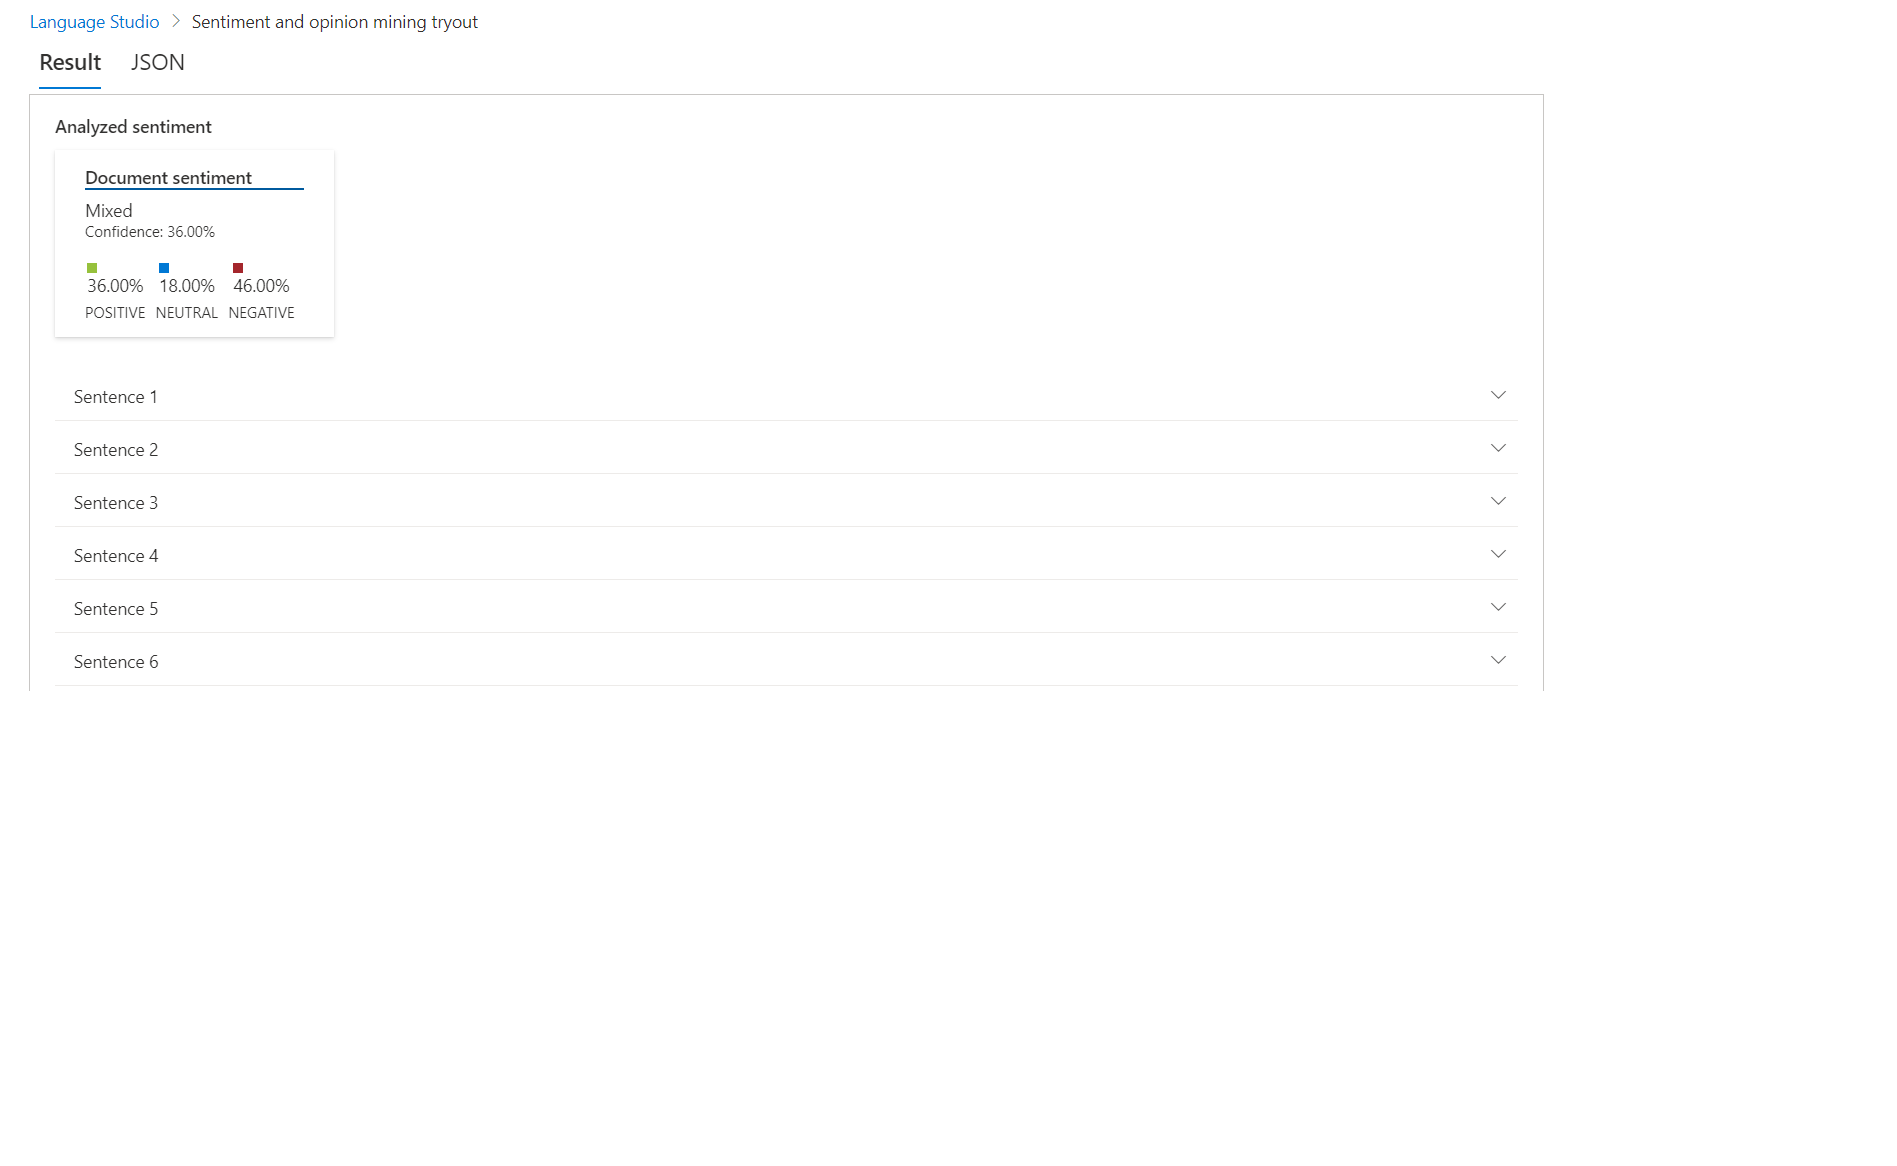 Language Studio > Sentiment and opinion mining tryout
Result JSON
Analyzed sentiment
Document sentiment
Mixed
Confidence: 36.00%
36.00% 18.00% 46.00%
POSITIVE NEUTRAL NEGATIVE
Sentence 1
Sentence 2
Sentence 3
Sentence 4
Sentence 5
Sentence 6